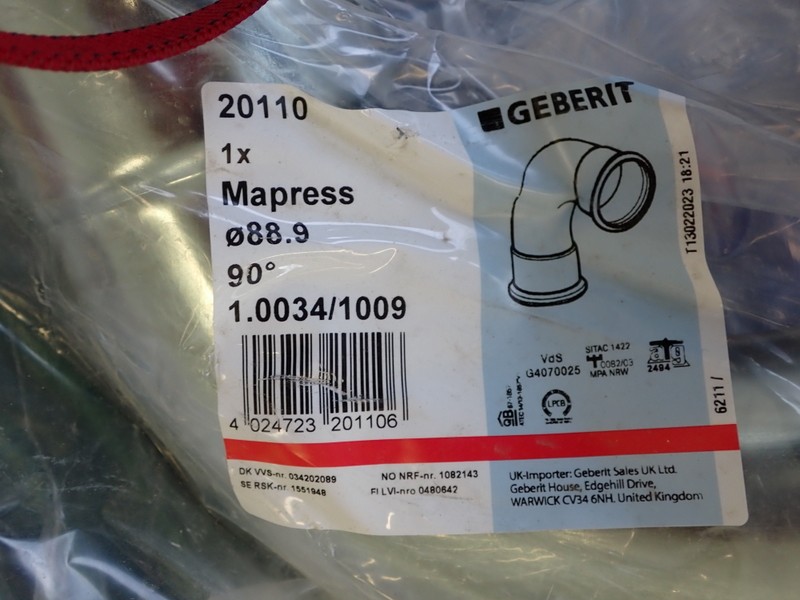 20110
1x
Mapress
ø88.9
90°
1.0034/1009
4 024723 201106
GEBERIT
T13022023 18:21
VdS
G4070025
SITAC 1422
0082/03
MPA NRW
2494
LPCB
6211 /
DK VVS-nr. 034202089
SE RSK-nr. 1551948
NO NRF-nr. 1082143
FI LVI-nro 0480642
UK-Importer: Geberit Sales UK Ltd.
Geberit House, Edgehill Drive,
WARWICK CV34 6NH. United Kingdom